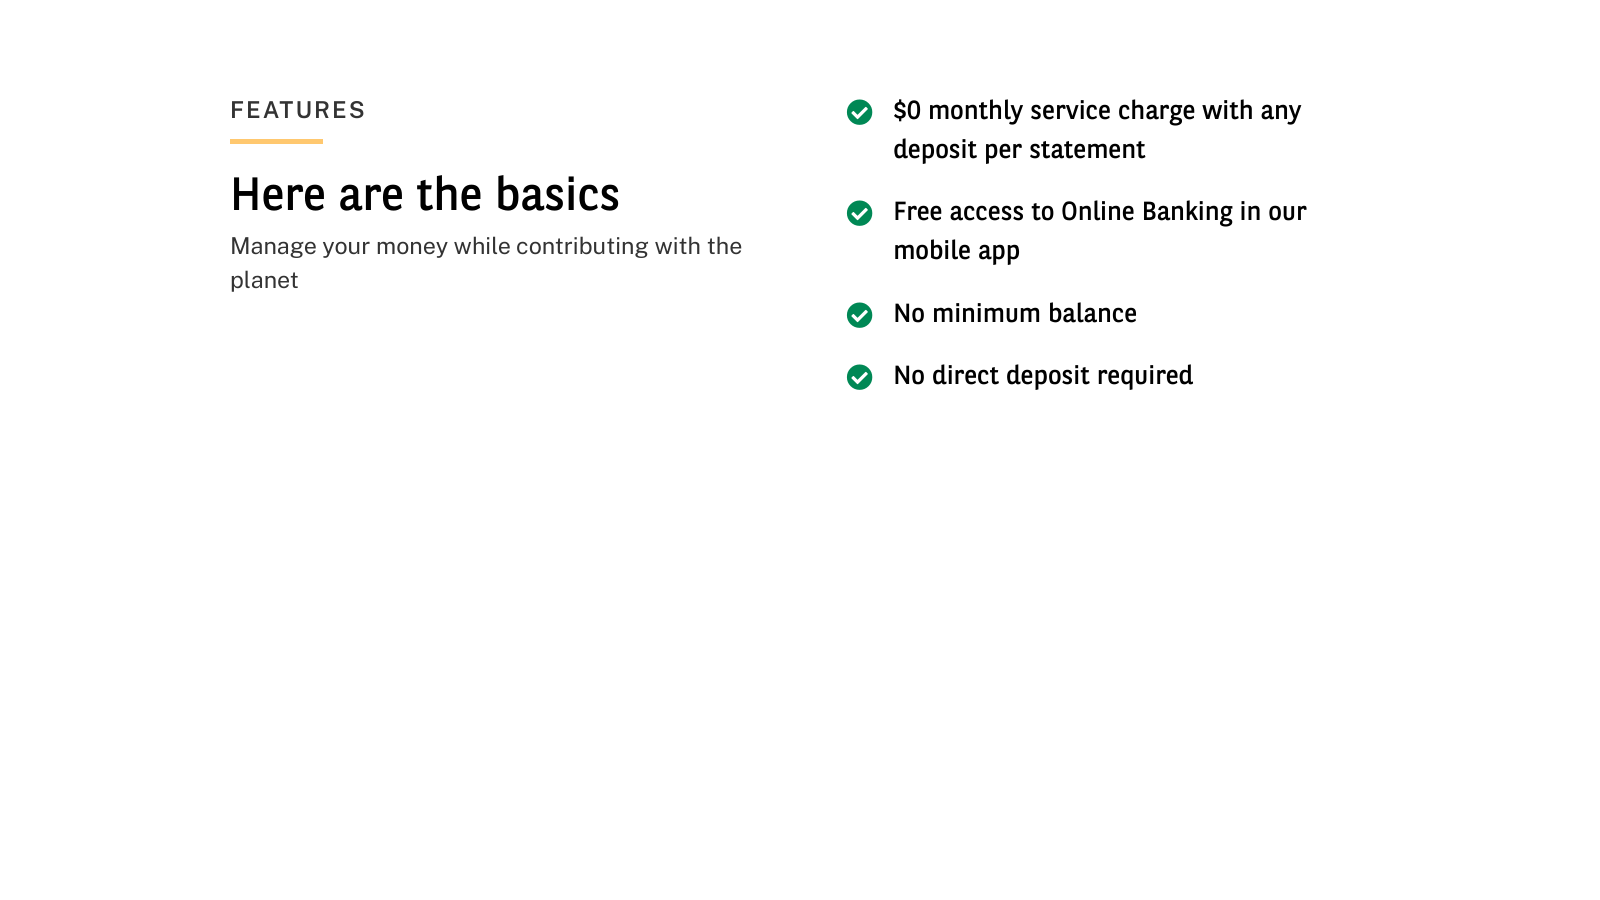 FEATURES
Here are the basics
Manage your money while contributing with the
planet
$0 monthly service charge with any
deposit per statement
Free access to Online Banking in our
mobile app
No minimum balance
No direct deposit required